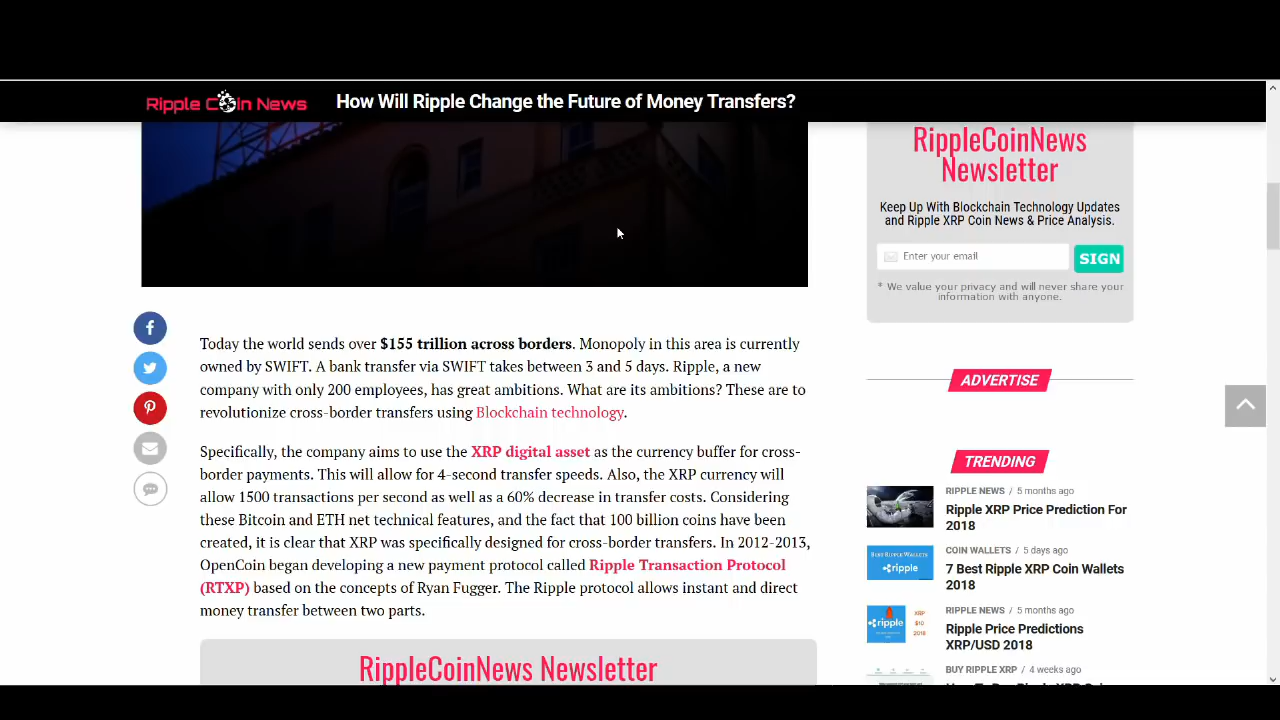 Ripple Coin News
How Will Ripple Change the Future of Money Transfers?
Today the world sends over $155 trillion across borders. Monopoly in this area is currently
owned by SWIFT. A bank transfer via SWIFT takes between 3 and 5 days. Ripple, a new
company with only 200 employees, has great ambitions. What are its ambitions? These are to
revolutionize cross-border transfers using Blockchain technology.
Specifically, the company aims to use the XRP digital asset as the currency buffer for cross-
border payments. This will allow for 4-second transfer speeds. Also, the XRP currency will
allow 1500 transactions per second as well as a 60% decrease in transfer costs. Considering
these Bitcoin and ETH net technical features, and the fact that 100 billion coins have been
created, it is clear that XRP was specifically designed for cross-border transfers. In 2012-2013,
OpenCoin began developing a new payment protocol called Ripple Transaction Protocol
(RTXP) based on the concepts of Ryan Fugger. The Ripple protocol allows instant and direct
money transfer between two parts.
RippleCoinNews Newsletter
RippleCoinNews
Newsletter
Keep Up With Blockchain Technology Updates
and Ripple XRP Coin News & Price Analysis.
Enter your email
SIGN
* We value your privacy and will never share your
information with anyone.
ADVERTISE
TRENDING
RIPPLE NEWS / 5 months ago
Ripple XRP Price Prediction For
2018
BEST RIPPLE WALLETS
ripple
COIN WALLETS / 5 days ago
7 Best Ripple XRP Coin Wallets
2018
ripple
XRP
$10
2018
RIPPLE NEWS / 5 months ago
Ripple Price Predictions
XRP/USD 2018
BUY RIPPLE XRP / 4 weeks ago